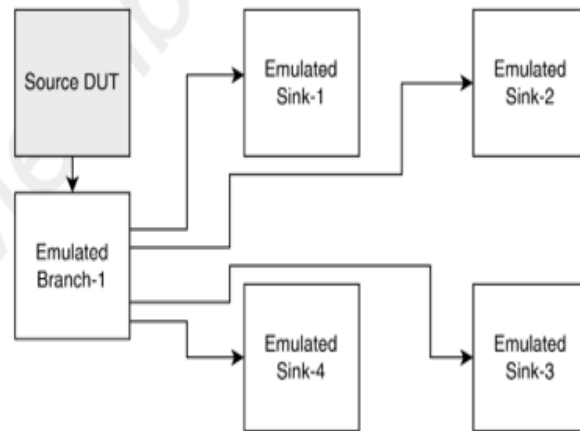 Source DUT
Emulated
Sink-1
Emulated
Sink-2
Emulated
Branch-1
Emulated
Sink-4
Emulated
Sink-3